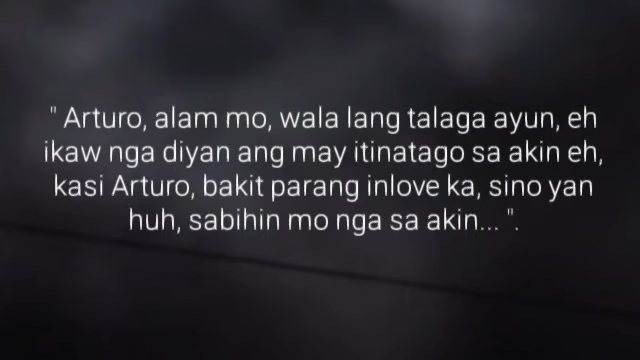 " Arturo, alam mo, wala lang talaga ayun, eh
ikaw nga diyan ang may itinatago sa akin eh,
kasi Arturo, bakit parang inlove ka, sino yan
huh, sabihin mo nga sa akin... ".